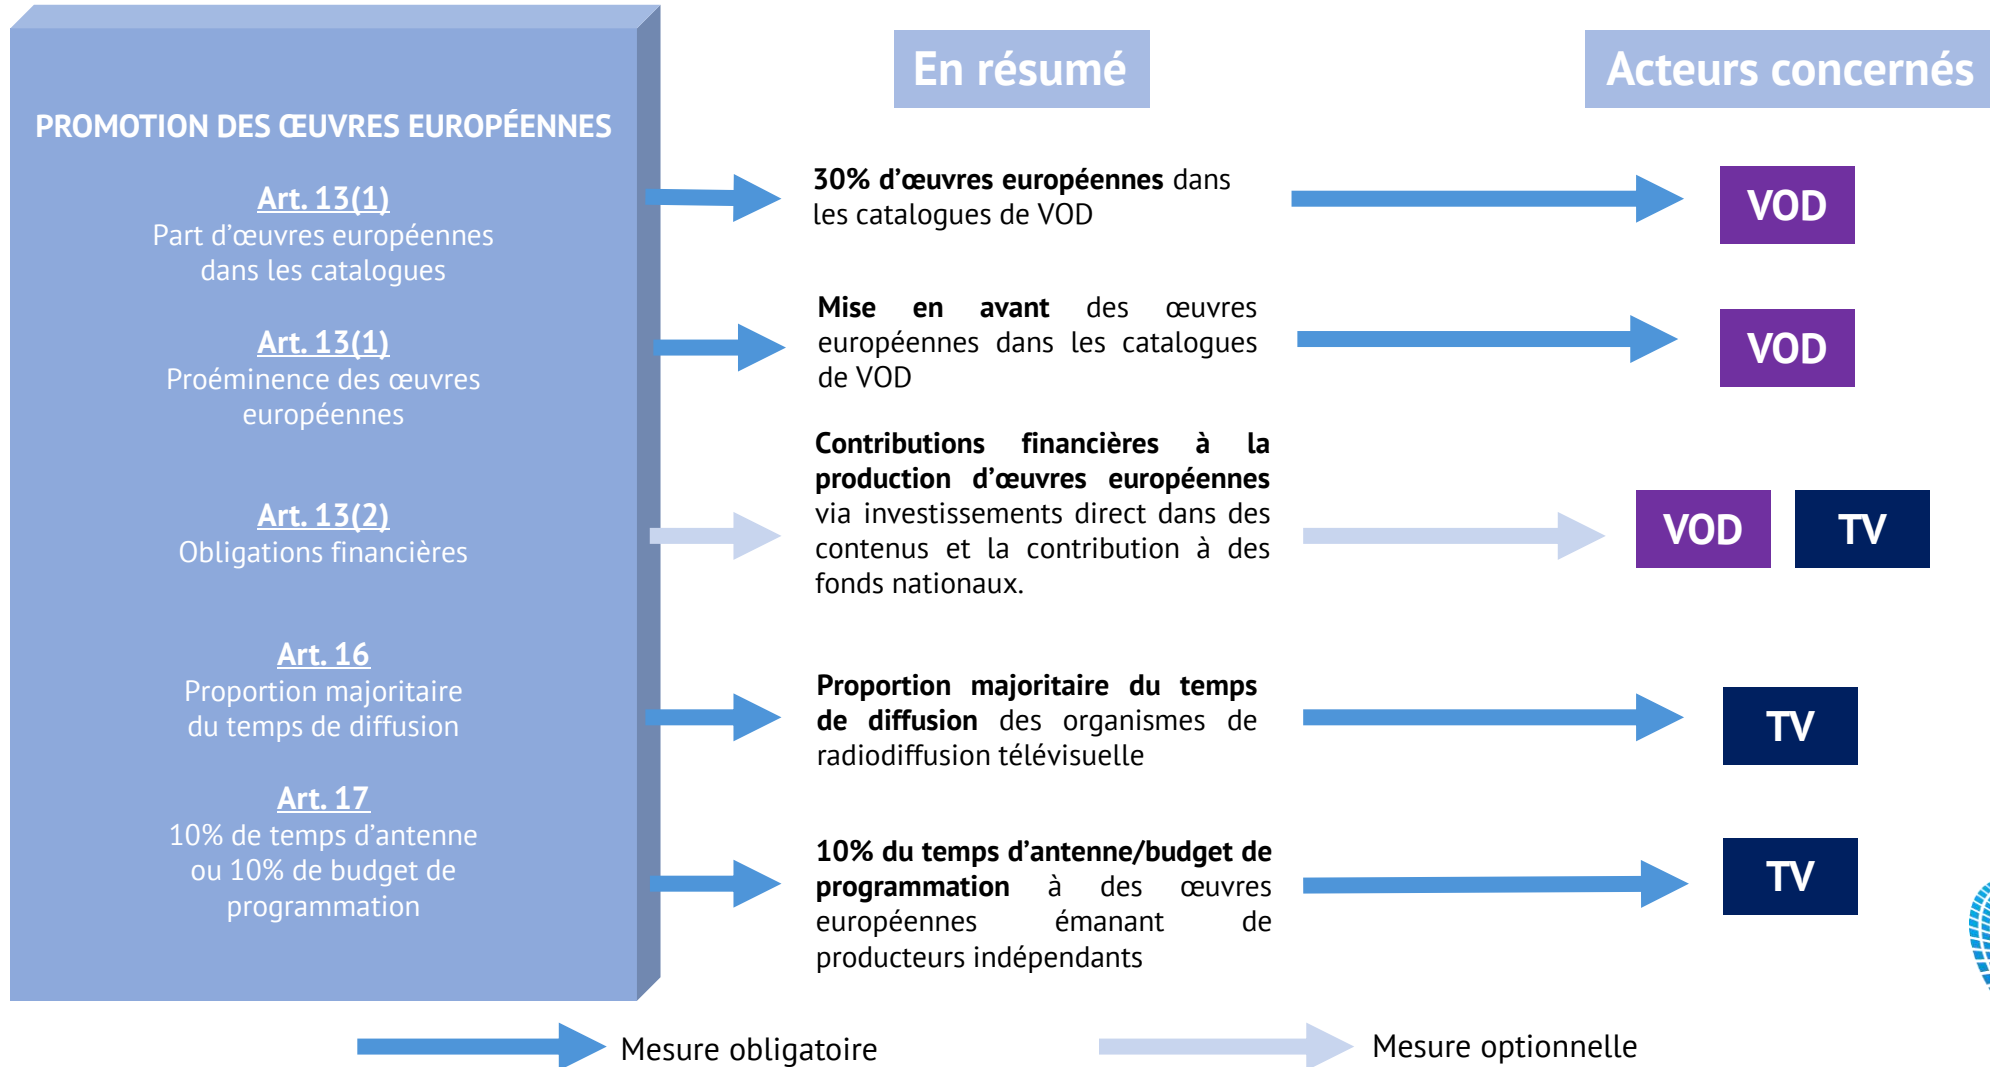 PROMOTION DES ŒUVRES EUROPÉENNES
Art. 13(1)
Part d’œuvres européennes
dans les catalogues
Art. 13(1)
Proéminence des œuvres
européennes
Art. 13(2)
Obligations financières
Art. 16
Proportion majoritaire
du temps de diffusion
Art. 17
10% de temps d’antenne
ou 10% de budget de
programmation
En résumé
30% d’œuvres européennes dans
les catalogues de VOD
Mise en avant des œuvres
européennes dans les catalogues
de VOD
Contributions financières à la
production d’œuvres européennes
via investissements direct dans des
contenus et la contribution à des
fonds nationaux.
Proportion majoritaire du temps
de diffusion des organismes de
radiodiffusion télévisuelle
10% du temps d’antenne/budget de
programmation à des œuvres
européennes émanant de
producteurs indépendants
Acteurs concernés
VOD
VOD
VOD TV
TV
TV
Mesure obligatoire
Mesure optionnelle